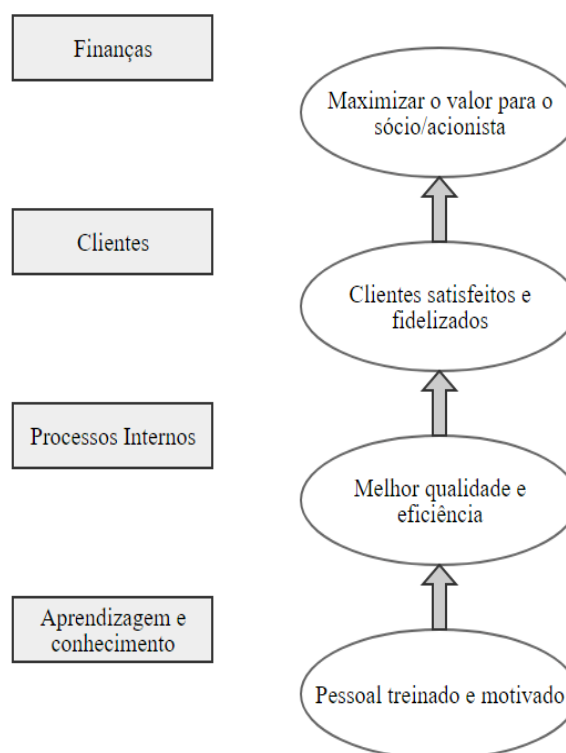 Finanças
Maximizar o valor para o
sócio/acionista
Clientes
Clientes satisfeitos e
fidelizados
Processos Internos
Melhor qualidade e
eficiência
Aprendizagem e
conhecimento
Pessoal treinado e motivado